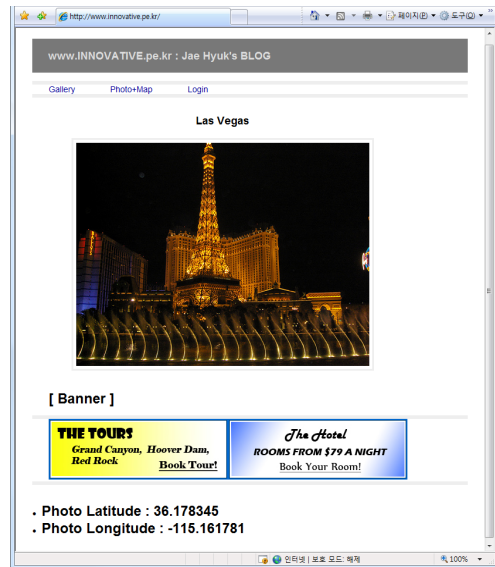 http://www.innovative.pe.kr/
페이지(P)
도구(O)
www.INNOVATIVE.pe.kr : Jae Hyuk's BLOG
Gallery Photo+Map Login
Las Vegas
[ Banner ]
THE TOURS
Grand Canyon, Hoover Dam,
Red Rock
Book Tour!
The Hotel
ROOMS FROM $79 A NIGHT
Book Your Room!
• Photo Latitude : 36.178345
• Photo Longitude : -115.161781
인터넷 | 보호 모드: 해제
100%